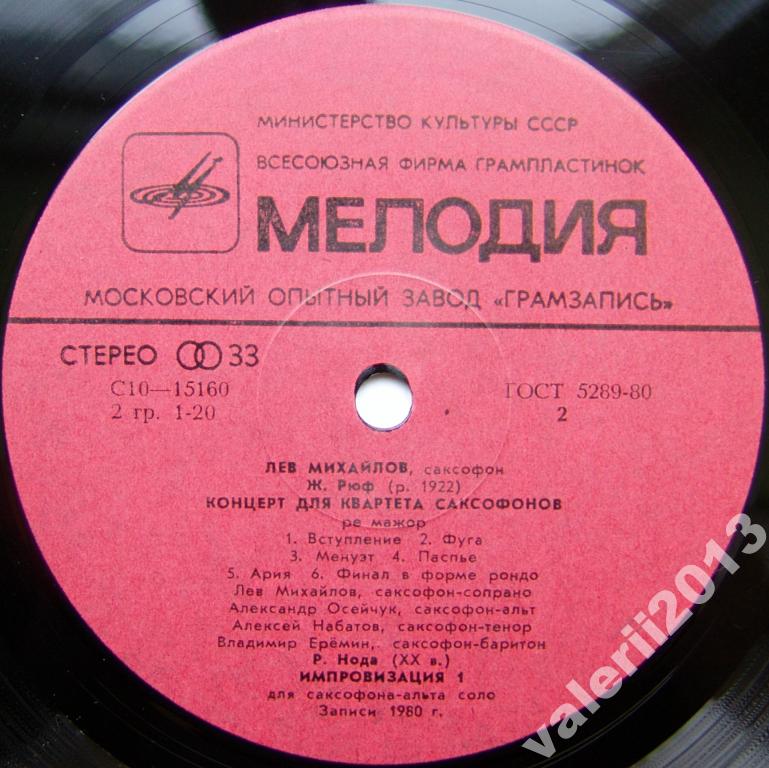 МИНИСТЕРСТВО КУЛЬТУРЫ СССР
ВСЕСОЮЗНАЯ ФИРМА ГРАМПЛАСТИНОК
МЕЛОДИЯ
МОСКОВСКИЙ ОПЫТНЫЙ ЗАВОД «ГРАМЗАПИСЬ»
СТЕРЕО 33
С10—15160 ГОСТ 5289-80
2 гр. 1-20 2
ЛЕВ МИХАЙЛОВ, саксофон
Ж. Рюф (р. 1922)
КОНЦЕРТ ДЛЯ КВАРТЕТА САКСОФОНОВ
ре мажор
1. Вступление 2. Фуга
3. Менуэт 4. Паспье
5. Ария 6. Финал в форме рондо
Лев Михайлов, саксофон-сопрано
Александр Осейчук, саксофон-альт
Алексей Набатов, саксофон-тенор
Владимир Ерёмин, саксофон-баритон
Р. Нода (XX в.)
ИМПРОВИЗАЦИЯ 1
для саксофона-альта соло
Записи 1980 г.
valerii2013